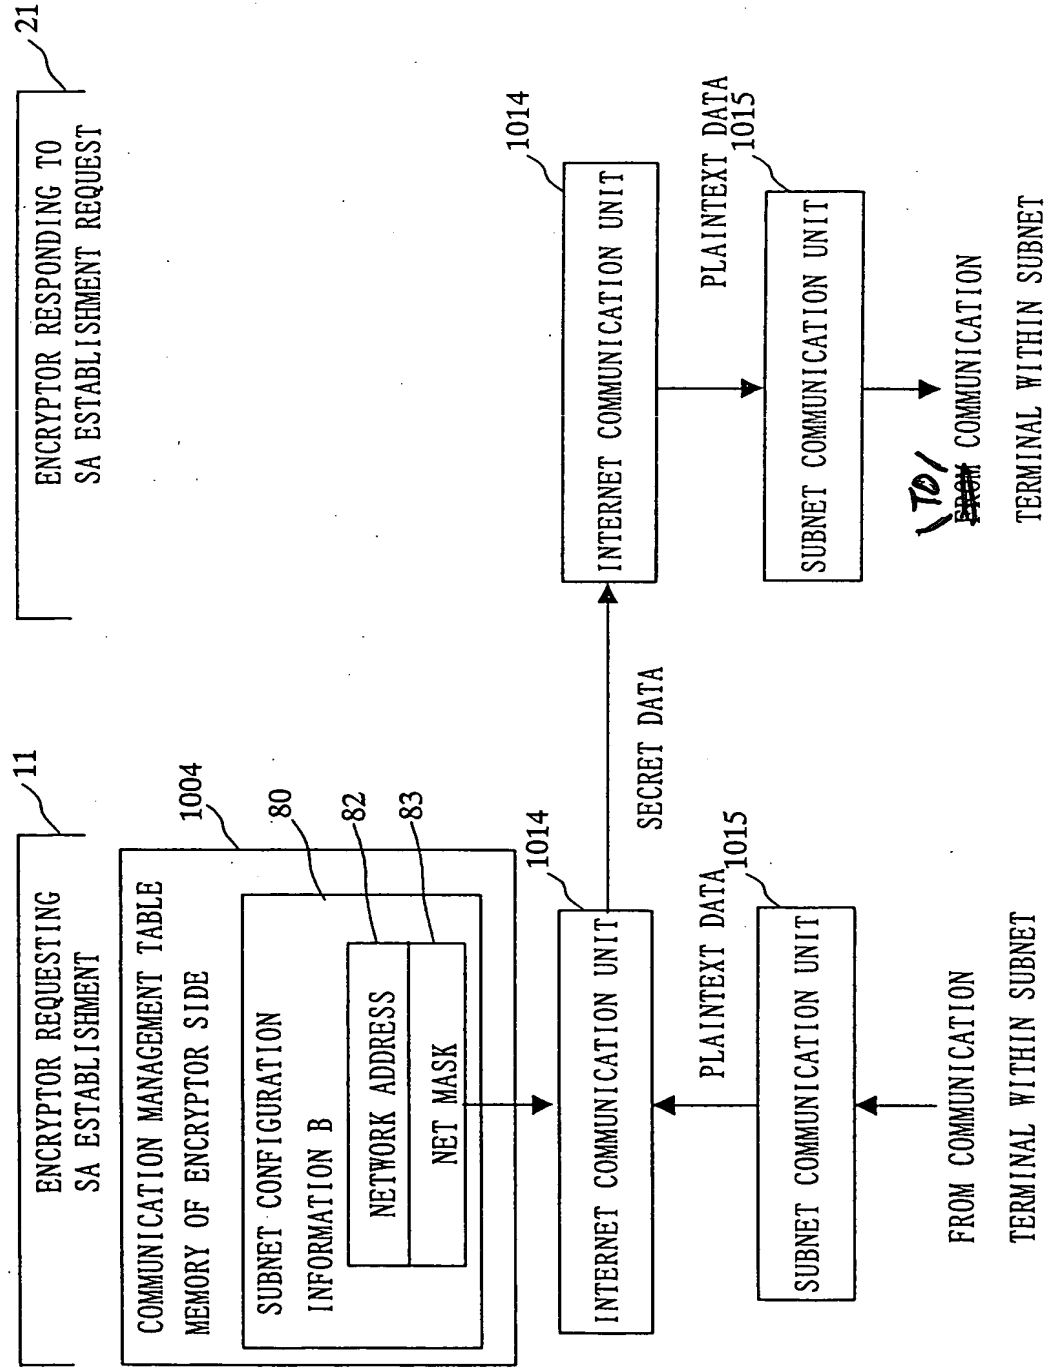 ENCRYPTOR REQUESTING
SA ESTABLISHMENT
11
COMMUNICATION MANAGEMENT TABLE
MEMORY OF ENCRYPTOR SIDE
1004
SUBNET CONFIGURATION
INFORMATION B
80
NETWORK ADDRESS
82
NET MASK
83
INTERNET COMMUNICATION UNIT
1014
PLAINTEXT DATA
SUBNET COMMUNICATION UNIT
1015
FROM COMMUNICATION
TERMINAL WITHIN SUBNET
SECRET DATA
ENCRYPTOR RESPONDING TO
SA ESTABLISHMENT REQUEST
21
INTERNET COMMUNICATION UNIT
1014
PLAINTEXT DATA
SUBNET COMMUNICATION UNIT
1015
\TO/
FROM COMMUNICATION
TERMINAL WITHIN SUBNET